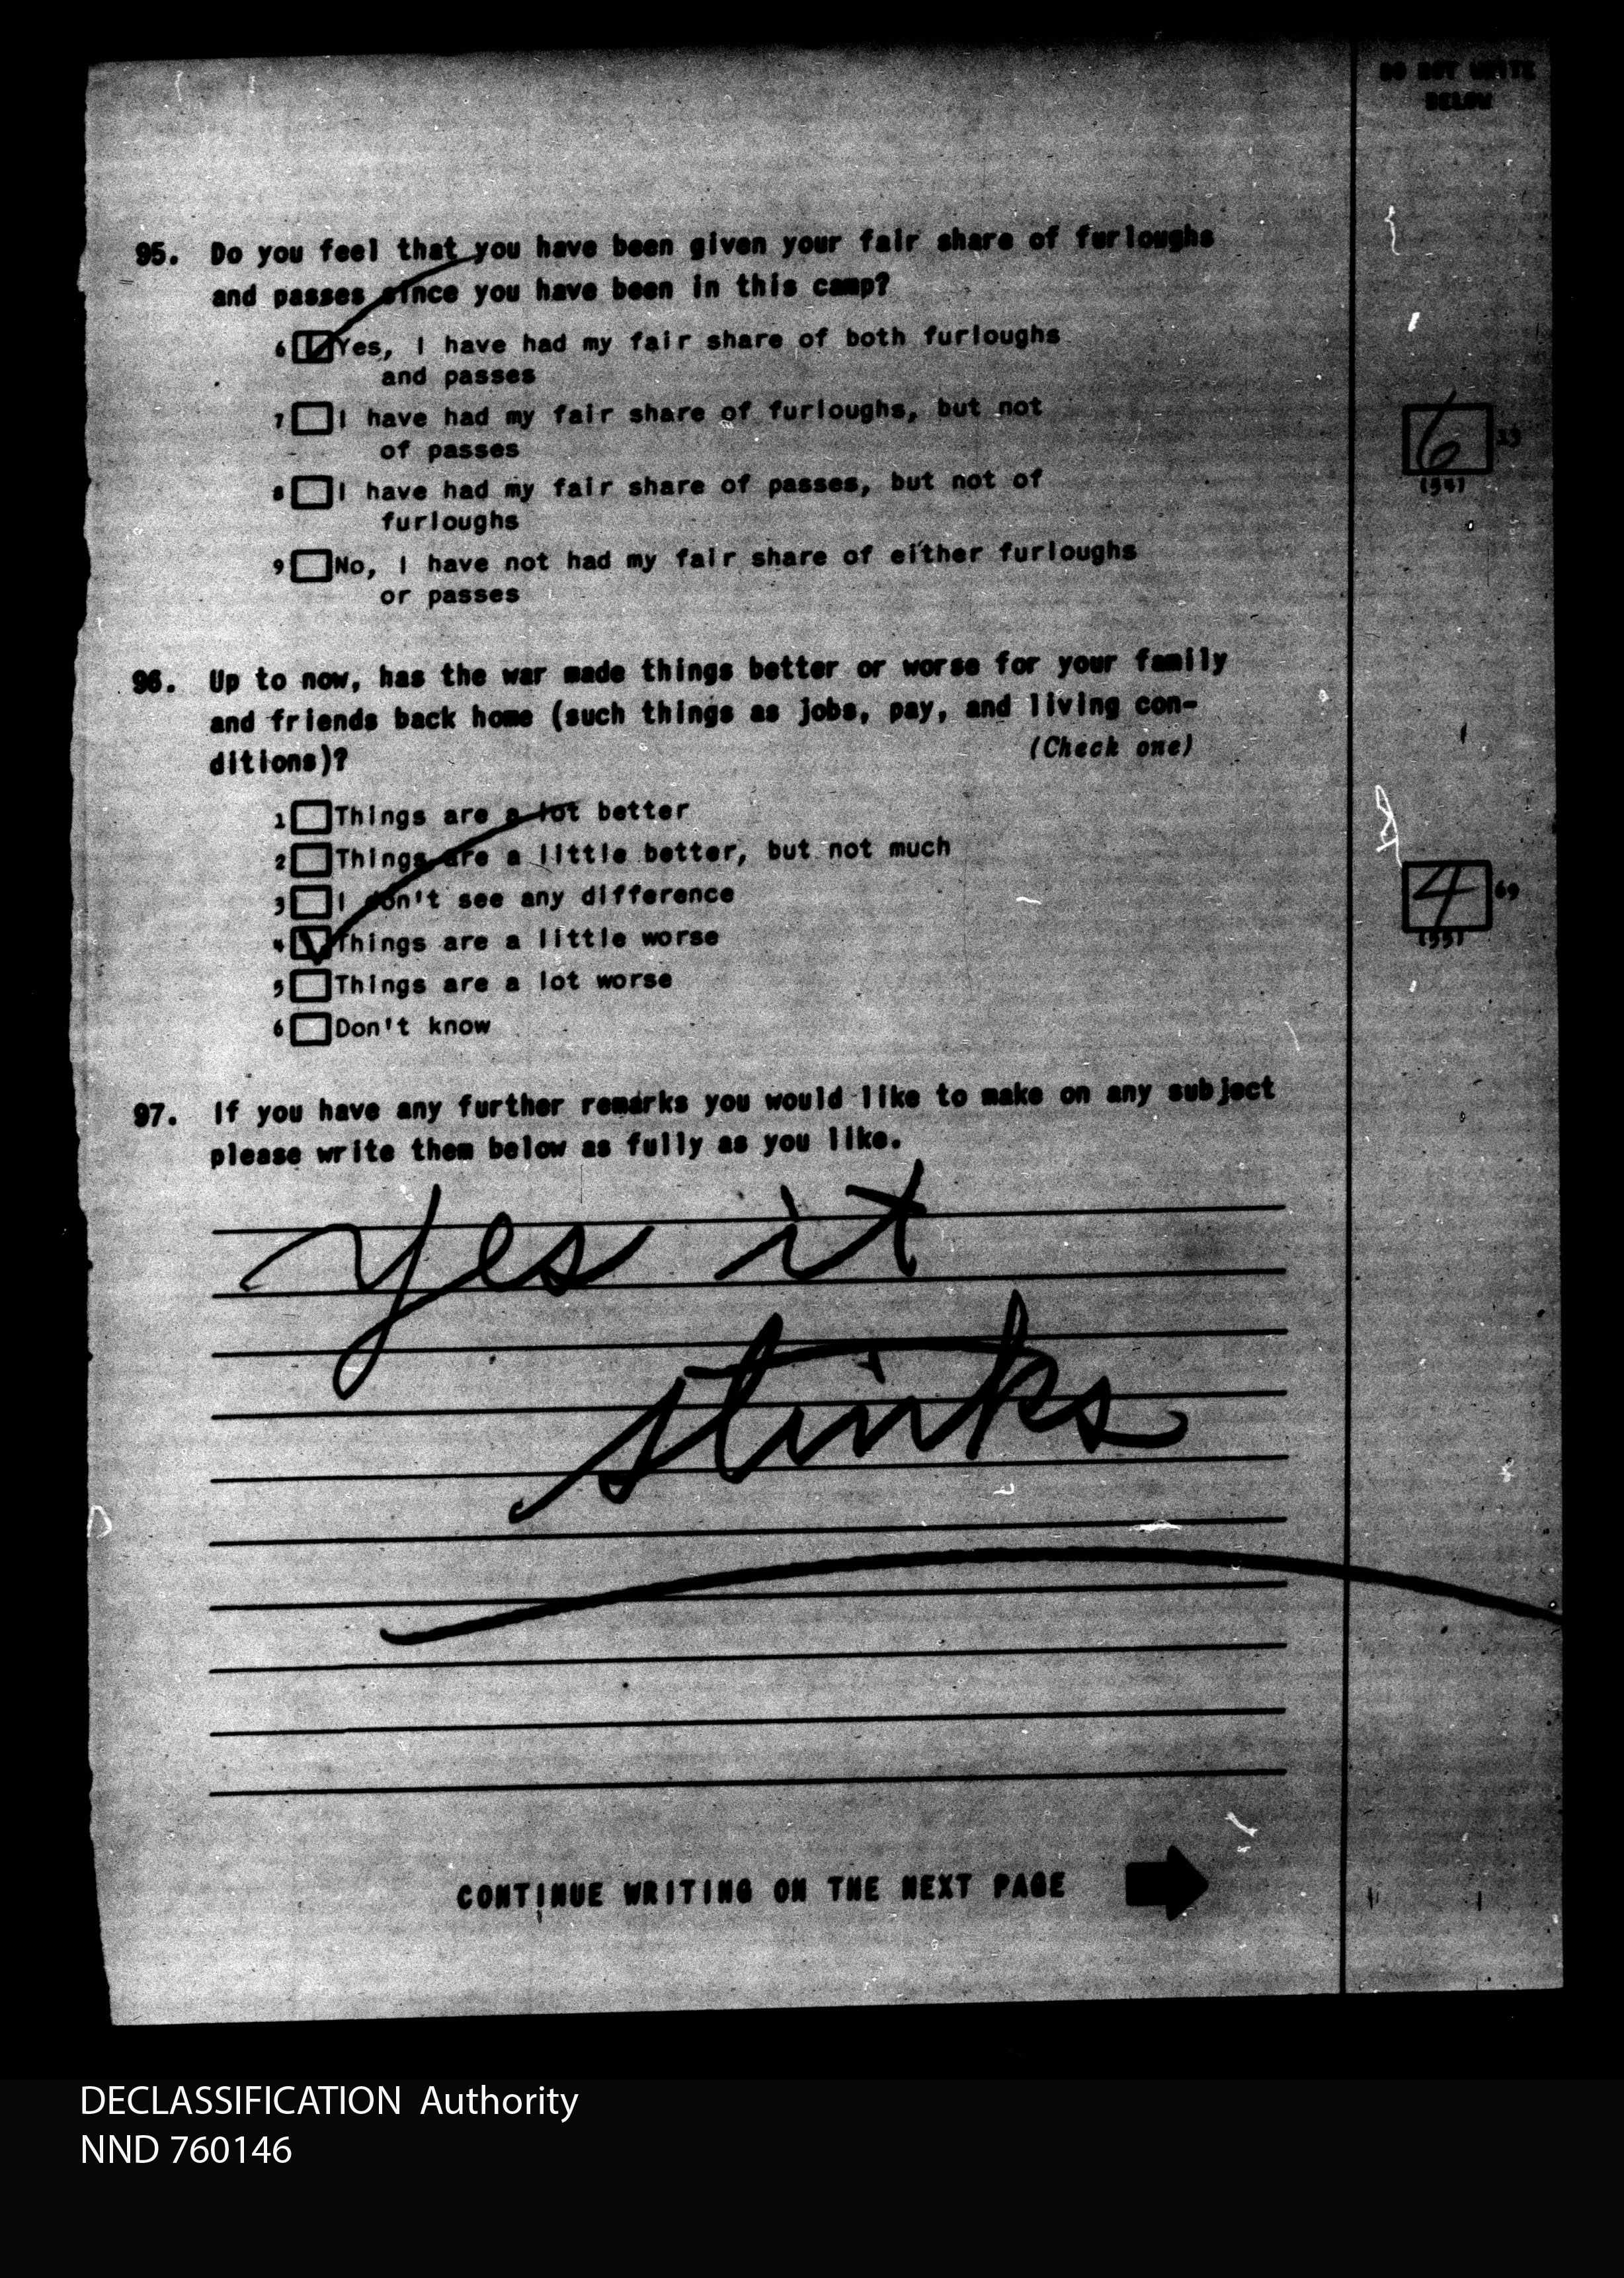 DO NOT WRITE
BELOW
95. Do you feel that you have been given your fair share of furloughs
and passes since you have been in this camp?
6 Yes, I have had my fair share of both furloughs
and passes
7 I have had my fair share of furloughs, but not
of passes
8 I have had my fair share of passes, but not of
furloughs
9 No, I have not had my fair share of either furloughs
or passes
6 13
(54)
96. Up to now, has the war made things better or worse for your family
and friends back home (such things as jobs, pay, and living con-
ditions)?
(Check one)
1 Things are a lot better
2 Things are a little better, but not much
3 I don't see any difference
4 Things are a little worse
5 Things are a lot worse
6 Don't know
4 69
(55)
97. If you have any further remarks you would like to make on any subject
please write them below as fully as you like.
Yes it
stinks
CONTINUE WRITING ON THE NEXT PAGE
DECLASSIFICATION Authority
NND 760146